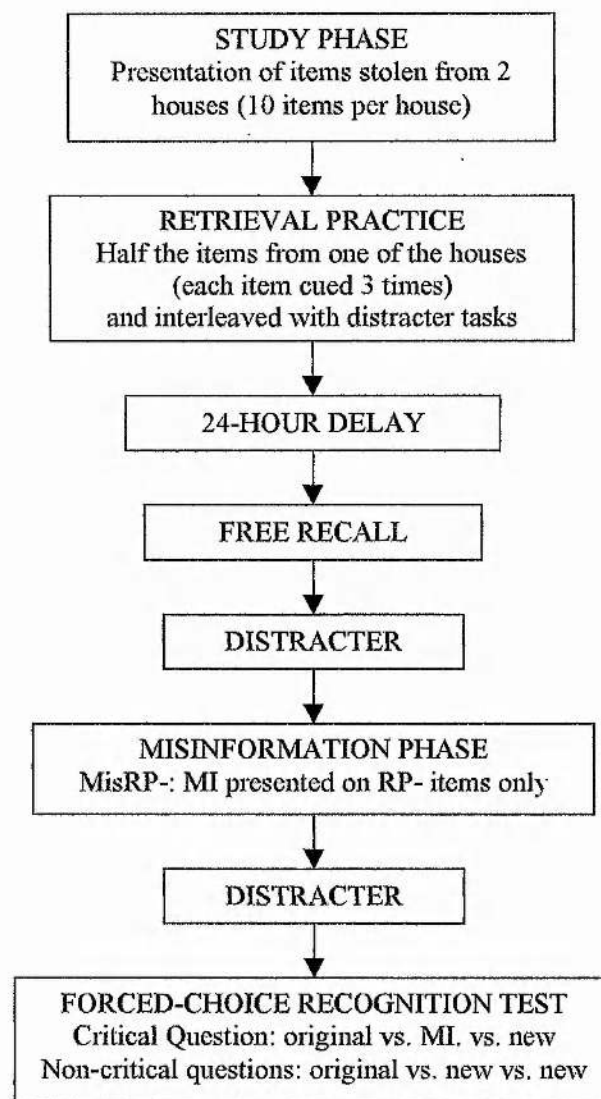 STUDY PHASE
Presentation of items stolen from 2
houses (10 items per house)
RETRIEVAL PRACTICE
Half the items from one of the houses
(each item cued 3 times)
and interleaved with distracter tasks
24-HOUR DELAY
FREE RECALL
DISTRACTER
MISINFORMATION PHASE
MisRP-: MI presented on RP- items only
DISTRACTER
FORCED-CHOICE RECOGNITION TEST
Critical Question: original vs. MI. vs. new
Non-critical questions: original vs. new vs. new